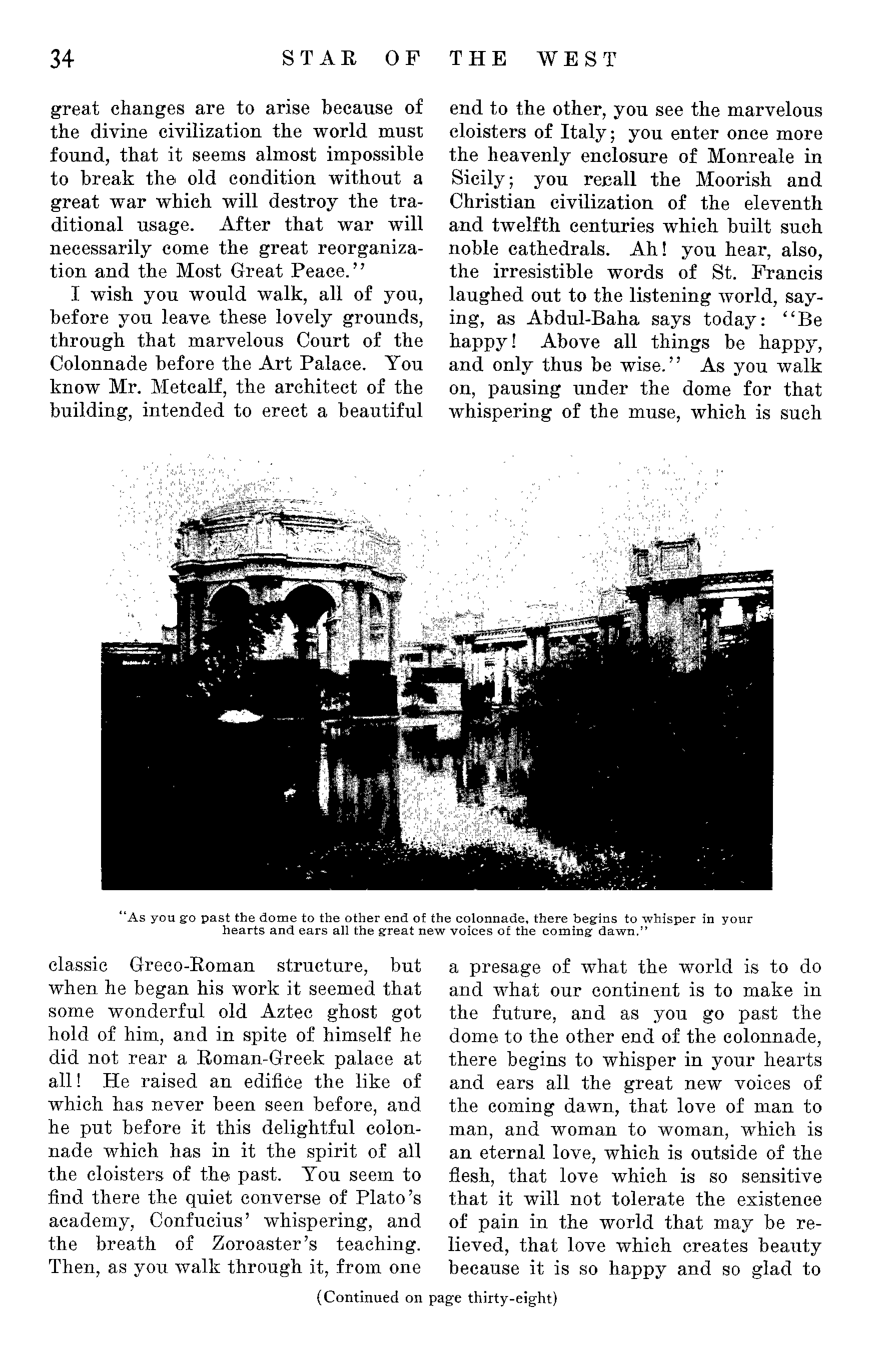 34 STAR OF THE WEST
great changes are to arise because of
the divine civilization the world must
found, that it seems almost impossible
to break the old condition without a
great war which will destroy the tra-
ditional usage. After that war will
necessarily come the great reorganiza-
tion and the Most Great Peace.''
I wish you would walk, all of you,
before you leave these lovely grounds,
through that marvelous Court of the
Colonnade before the Art Palace. You
know Mr. Metcalf, the architect of the
building, intended to erect a beautiful
classic Greco-Roman structure, but
when he began his work it seemed that
some wonderful old Aztec ghost got
hold of him, and in spite of himself he
did not rear a Roman-Greek palace at
all! He raised an edifice the like of
which has never been seen before, and
he put before it this delightful colon-
nade which has in it the spirit of all
the cloisters of the past. You seem to
find there the quiet converse of Plato's
academy, Confucius' whispering, and
the breath of Zoroaster's teaching.
Then, as you walk through it, from one
end to the other, you see the marvelous
cloisters of Italy; you enter once more
the heavenly enclosure of Monreale in
Sicily; you recall the Moorish and
Christian civilization of the eleventh
and twelfth centuries which built such
noble cathedrals. Ah! you hear, also,
the irresistible words of St. Francis
laughed out to the listening world, say-
ing, as Abdul-Baha says today: ''Be
happy! Above all things be happy,
and only thus be wise.'' As you walk
on, pausing under the dome for that
whispering of the muse, which is such
a presage of what the world is to do
and what our continent is to make in
the future, and as you go past the
dome to the other end of the colonnade,
there begins to whisper in your hearts
and ears all the great new voices of
the coming dawn, that love of man to
man, and woman to woman, which is
an eternal love, which is outside of the
flesh, that love which is so sensitive
that it will not tolerate the existence
of pain in the world that may be re-
lieved, that love which creates beauty
because it is so happy and so glad to
"As you go past the dome to the other end of the colonnade, there begins to whisper in your
hearts and ears all the great new voices of the coming dawn."
(Continued on page thirty-eight)